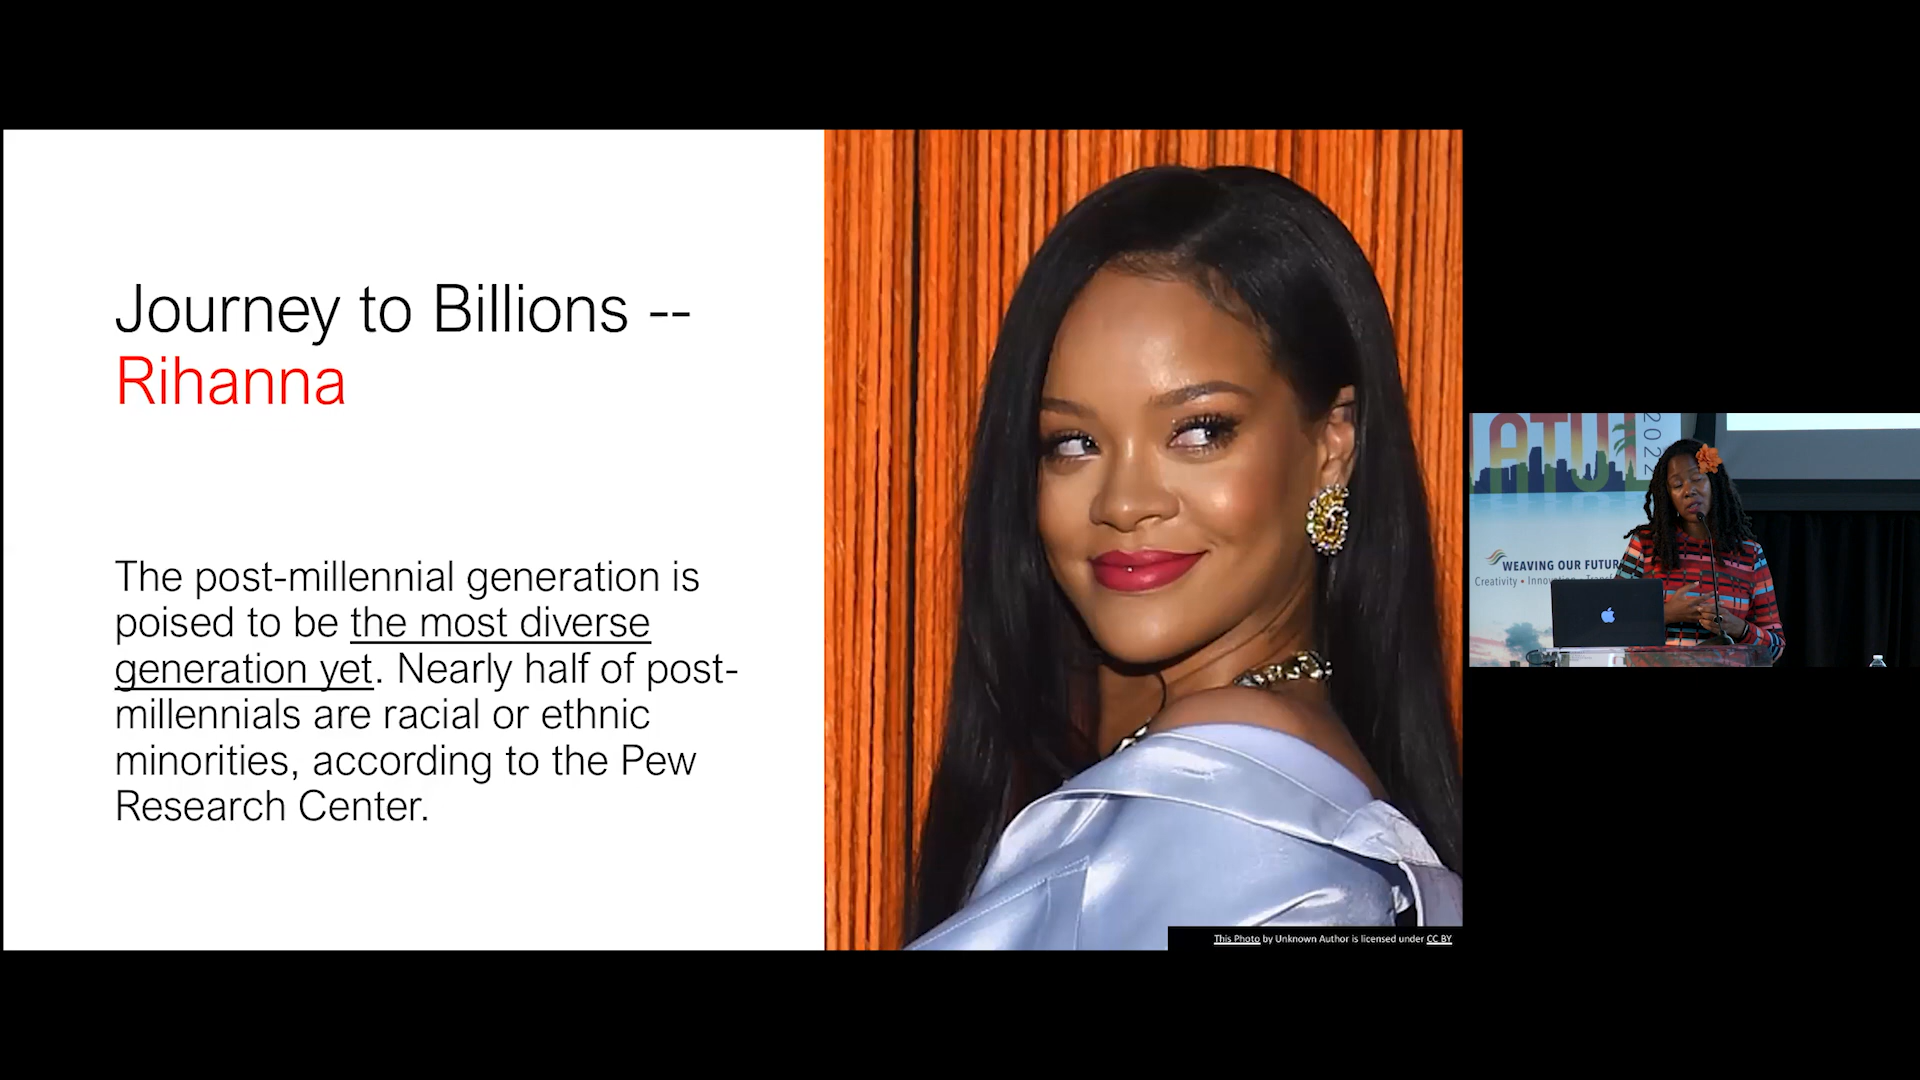 Journey to Billions --
Rihanna
The post-millennial generation is
poised to be the most diverse
generation yet. Nearly half of post-
millennials are racial or ethnic
minorities, according to the Pew
Research Center.
This Photo by Unknown Author is licensed under CC BY
ATU
2022
WEAVING OUR FUTUR
Creativity •